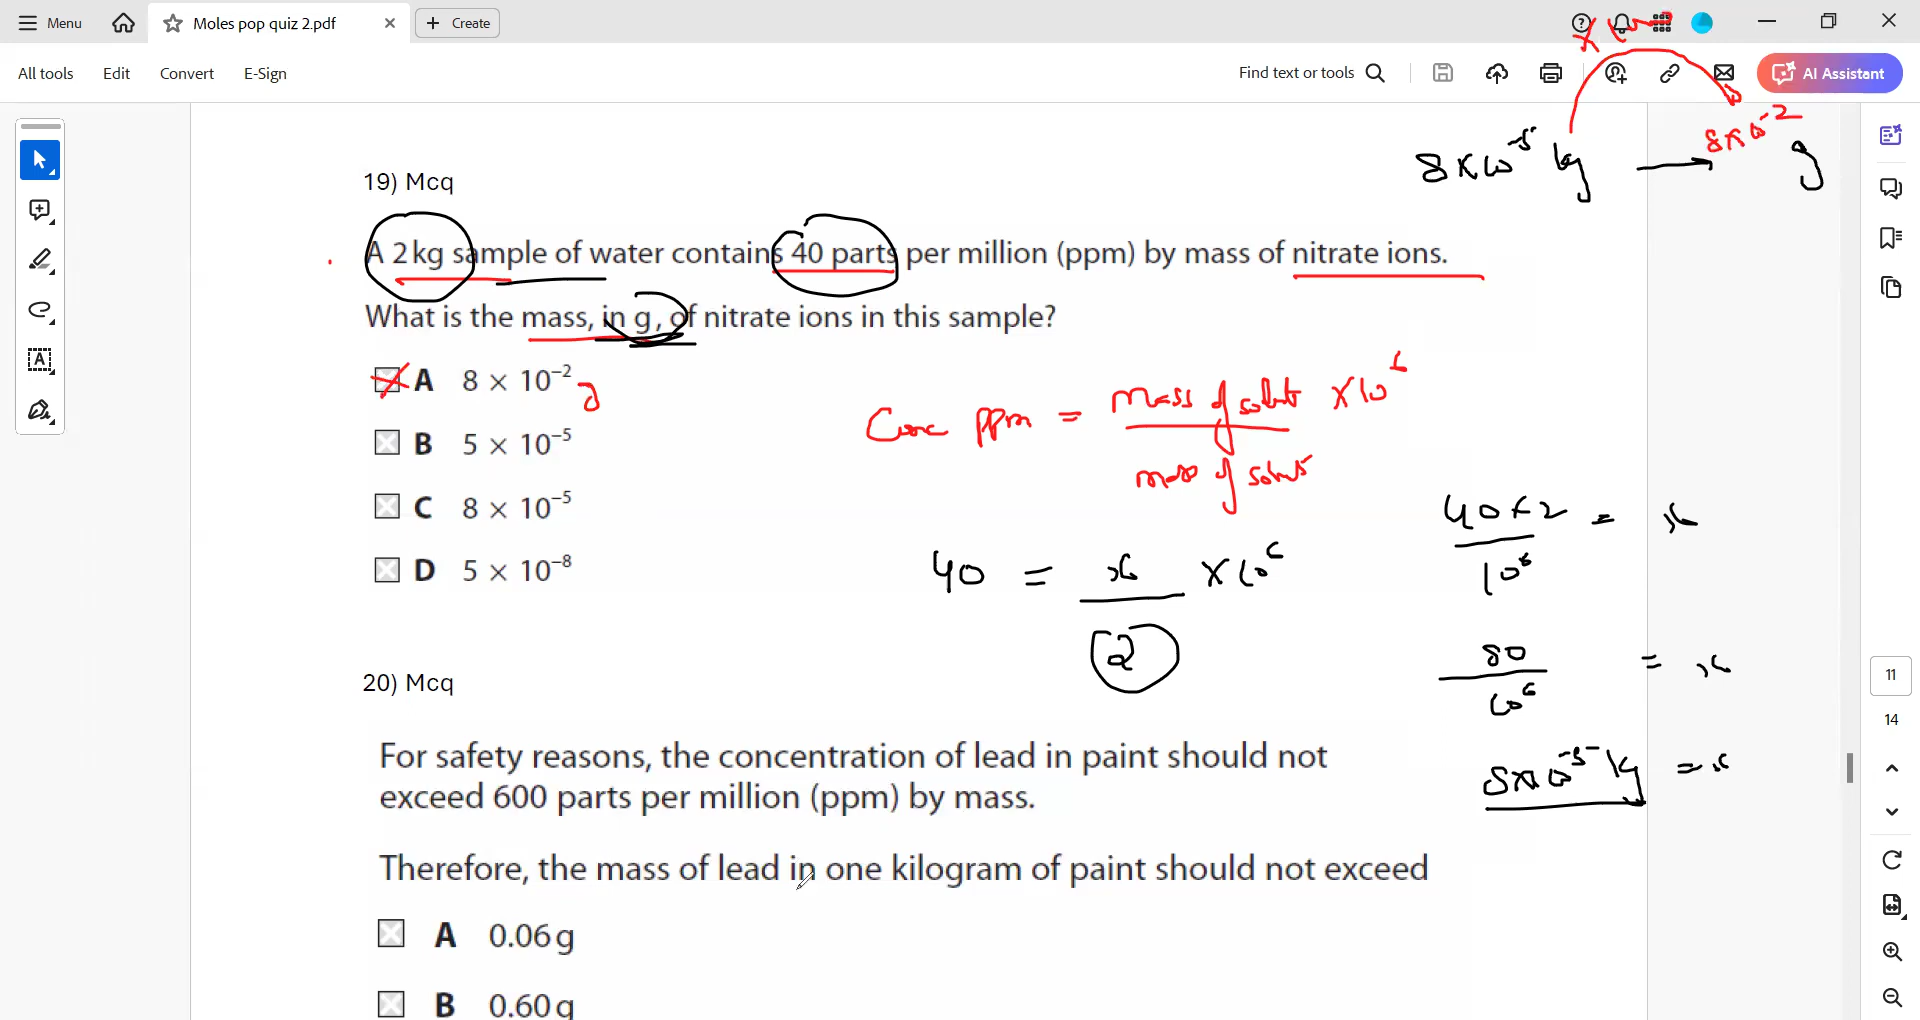 Menu
Moles pop quiz 2.pdf
Create
All tools
Edit
Convert
E-Sign
Find text or tools
AI Assistant
×10³
8×10⁻⁵ kg → 8×10⁻² g
19) Mcq
A 2 kg sample of water contains 40 parts per million (ppm) by mass of nitrate ions.
What is the mass, in g, of nitrate ions in this sample?
A 8 × 10⁻² g
B 5 × 10⁻⁵
C 8 × 10⁻⁵
D 5 × 10⁻⁸
Conc ppm = mass of solute ×10⁶
mass of solvent
40 = x ×10⁶
2
40×2 = x
10⁶
80 = x
10⁶
8×10⁻⁵ kg = x
20) Mcq
For safety reasons, the concentration of lead in paint should not
exceed 600 parts per million (ppm) by mass.
Therefore, the mass of lead in one kilogram of paint should not exceed
A 0.06 g
B 0.60 g
11
14